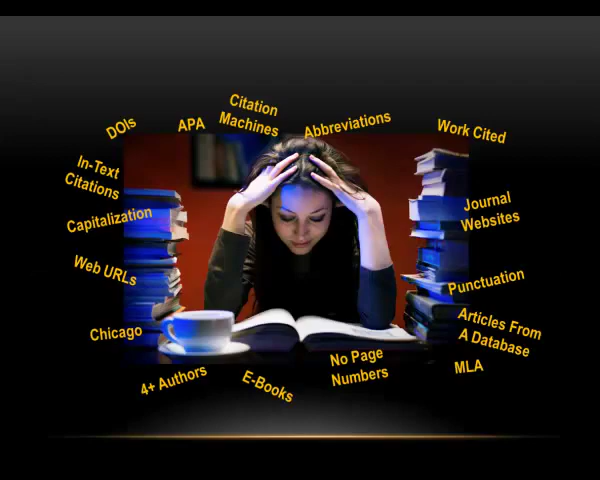 DOIs
APA
Citation
Machines
Abbreviations
Work Cited
In-Text
Citations
Journal
Websites
Capitalization
Web URLs
Punctuation
Chicago
Articles From
A Database
No Page
Numbers
MLA
4+ Authors
E-Books